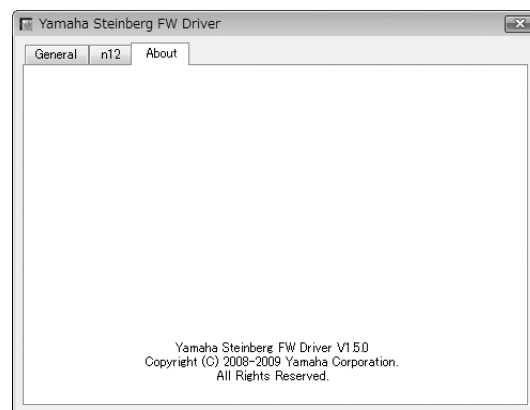 Yamaha Steinberg FW Driver
General n12 About
Yamaha Steinberg FW Driver V1.5.0
Copyright (C) 2008-2009 Yamaha Corporation.
All Rights Reserved.